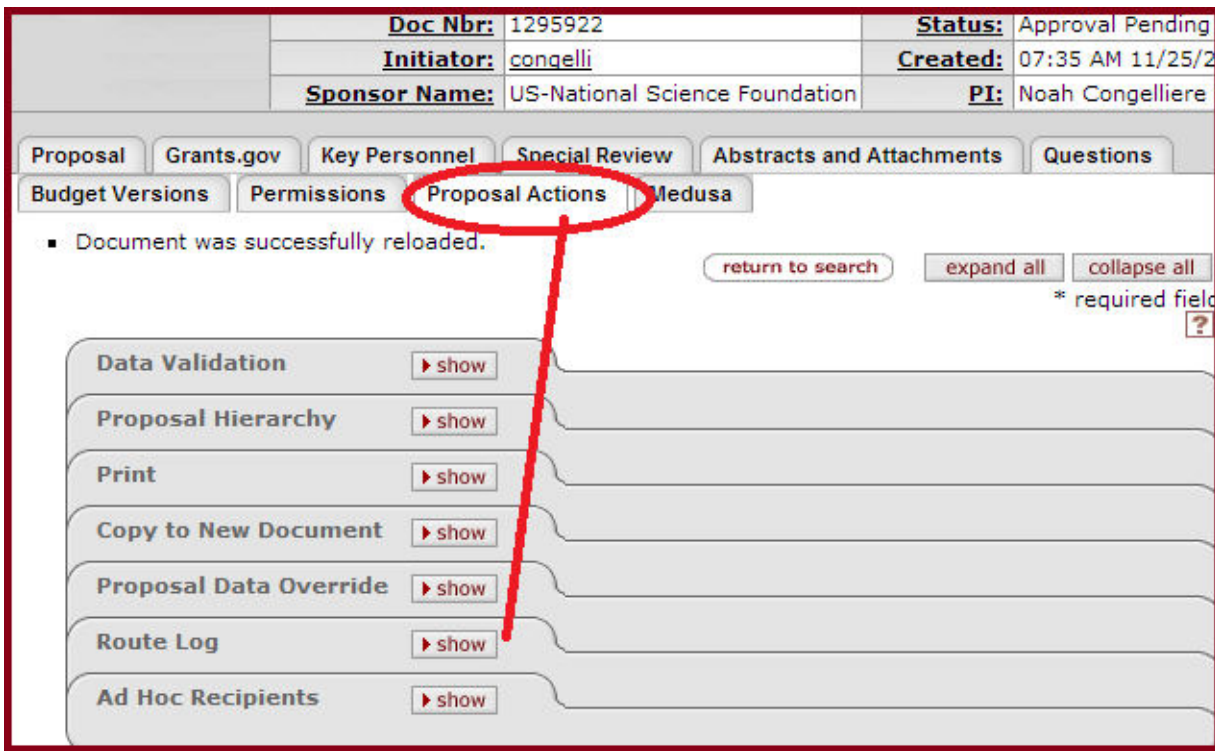 Doc Nbr: 1295922 Status: Approval Pending
Initiator: congelli Created: 07:35 AM 11/25/2
Sponsor Name: US-National Science Foundation PI: Noah Congelliere
Proposal Grants.gov Key Personnel Special Review Abstracts and Attachments Questions
Budget Versions Permissions Proposal Actions Medusa
Document was successfully reloaded.
return to search expand all collapse all
* required field
?
Data Validation show
Proposal Hierarchy show
Print show
Copy to New Document show
Proposal Data Override show
Route Log show
Ad Hoc Recipients show